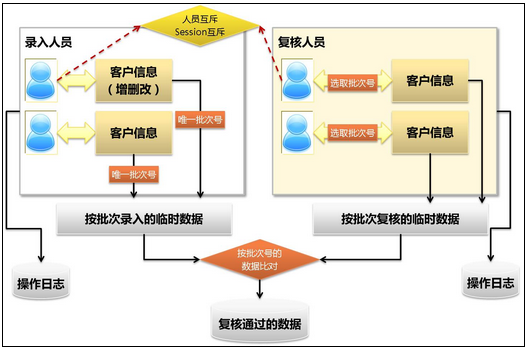 人员互斥
Session互斥
录入人员
客户信息
（增删改）
唯一批次号
客户信息
唯一批次号
按批次录入的临时数据
操作日志
复核人员
选取批次号
客户信息
选取批次号
客户信息
按批次复核的临时数据
操作日志
按批次号的
数据比对
复核通过的数据